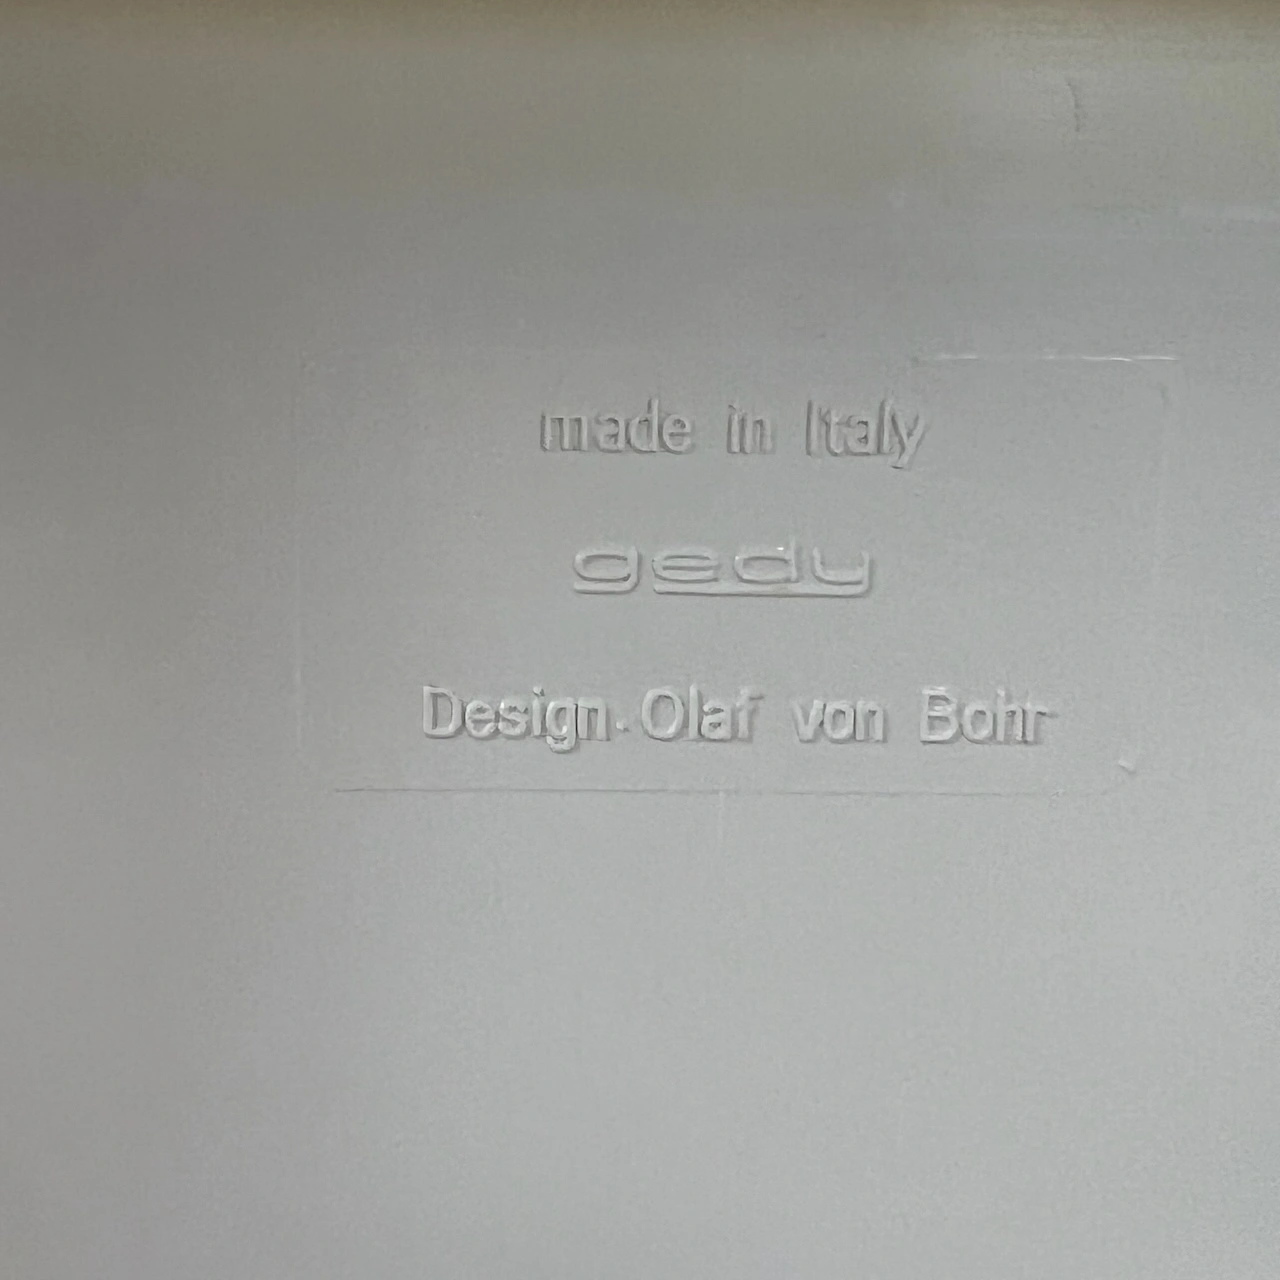 made in Italy
gedy
Design. Olaf von Bohr